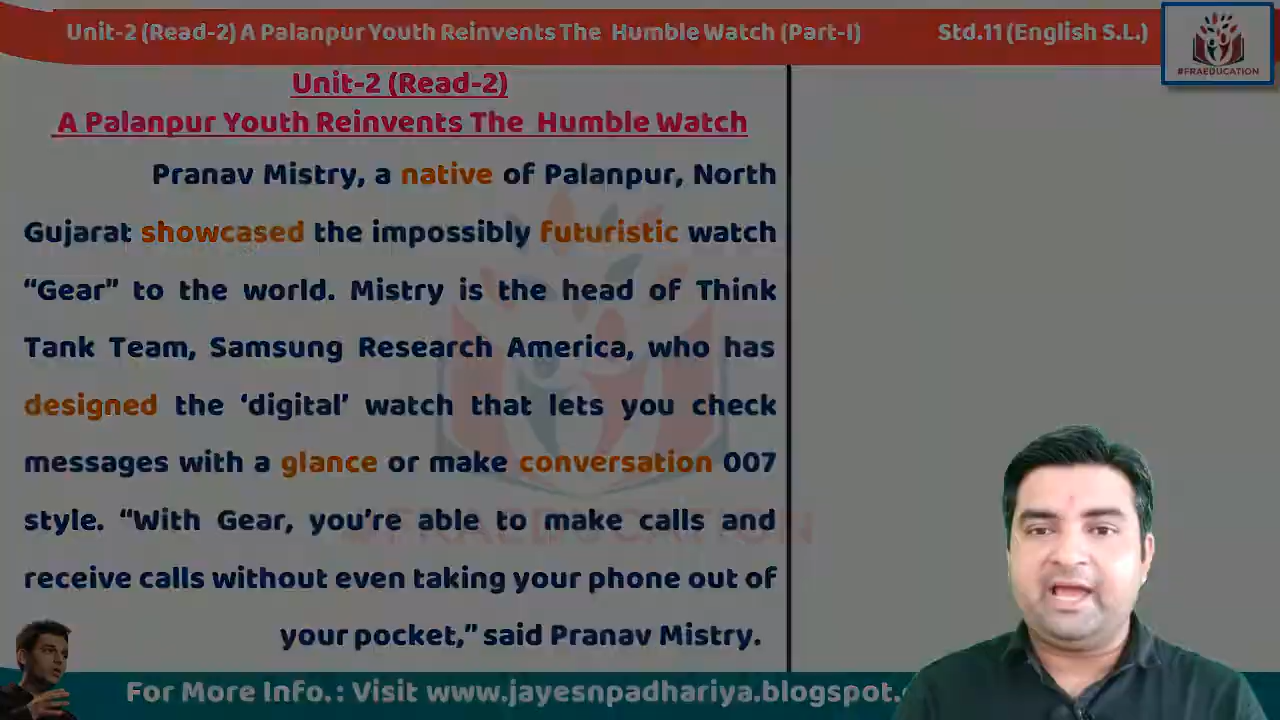 Unit-2 (Read-2) A Palanpur Youth Reinvents The Humble Watch (Part-I) Std.11 (English S.L.)
#FRAEDUCATION
Unit-2 (Read-2)
A Palanpur Youth Reinvents The Humble Watch
Pranav Mistry, a native of Palanpur, North
Gujarat showcased the impossibly futuristic watch
“Gear” to the world. Mistry is the head of Think
Tank Team, Samsung Research America, who has
designed the ‘digital’ watch that lets you check
messages with a glance or make conversation 007
style. “With Gear, you’re able to make calls and
#FRAEDUCATION
receive calls without even taking your phone out of
your pocket,” said Pranav Mistry.
For More Info. : Visit www.jayesnpadhariya.blogspot.